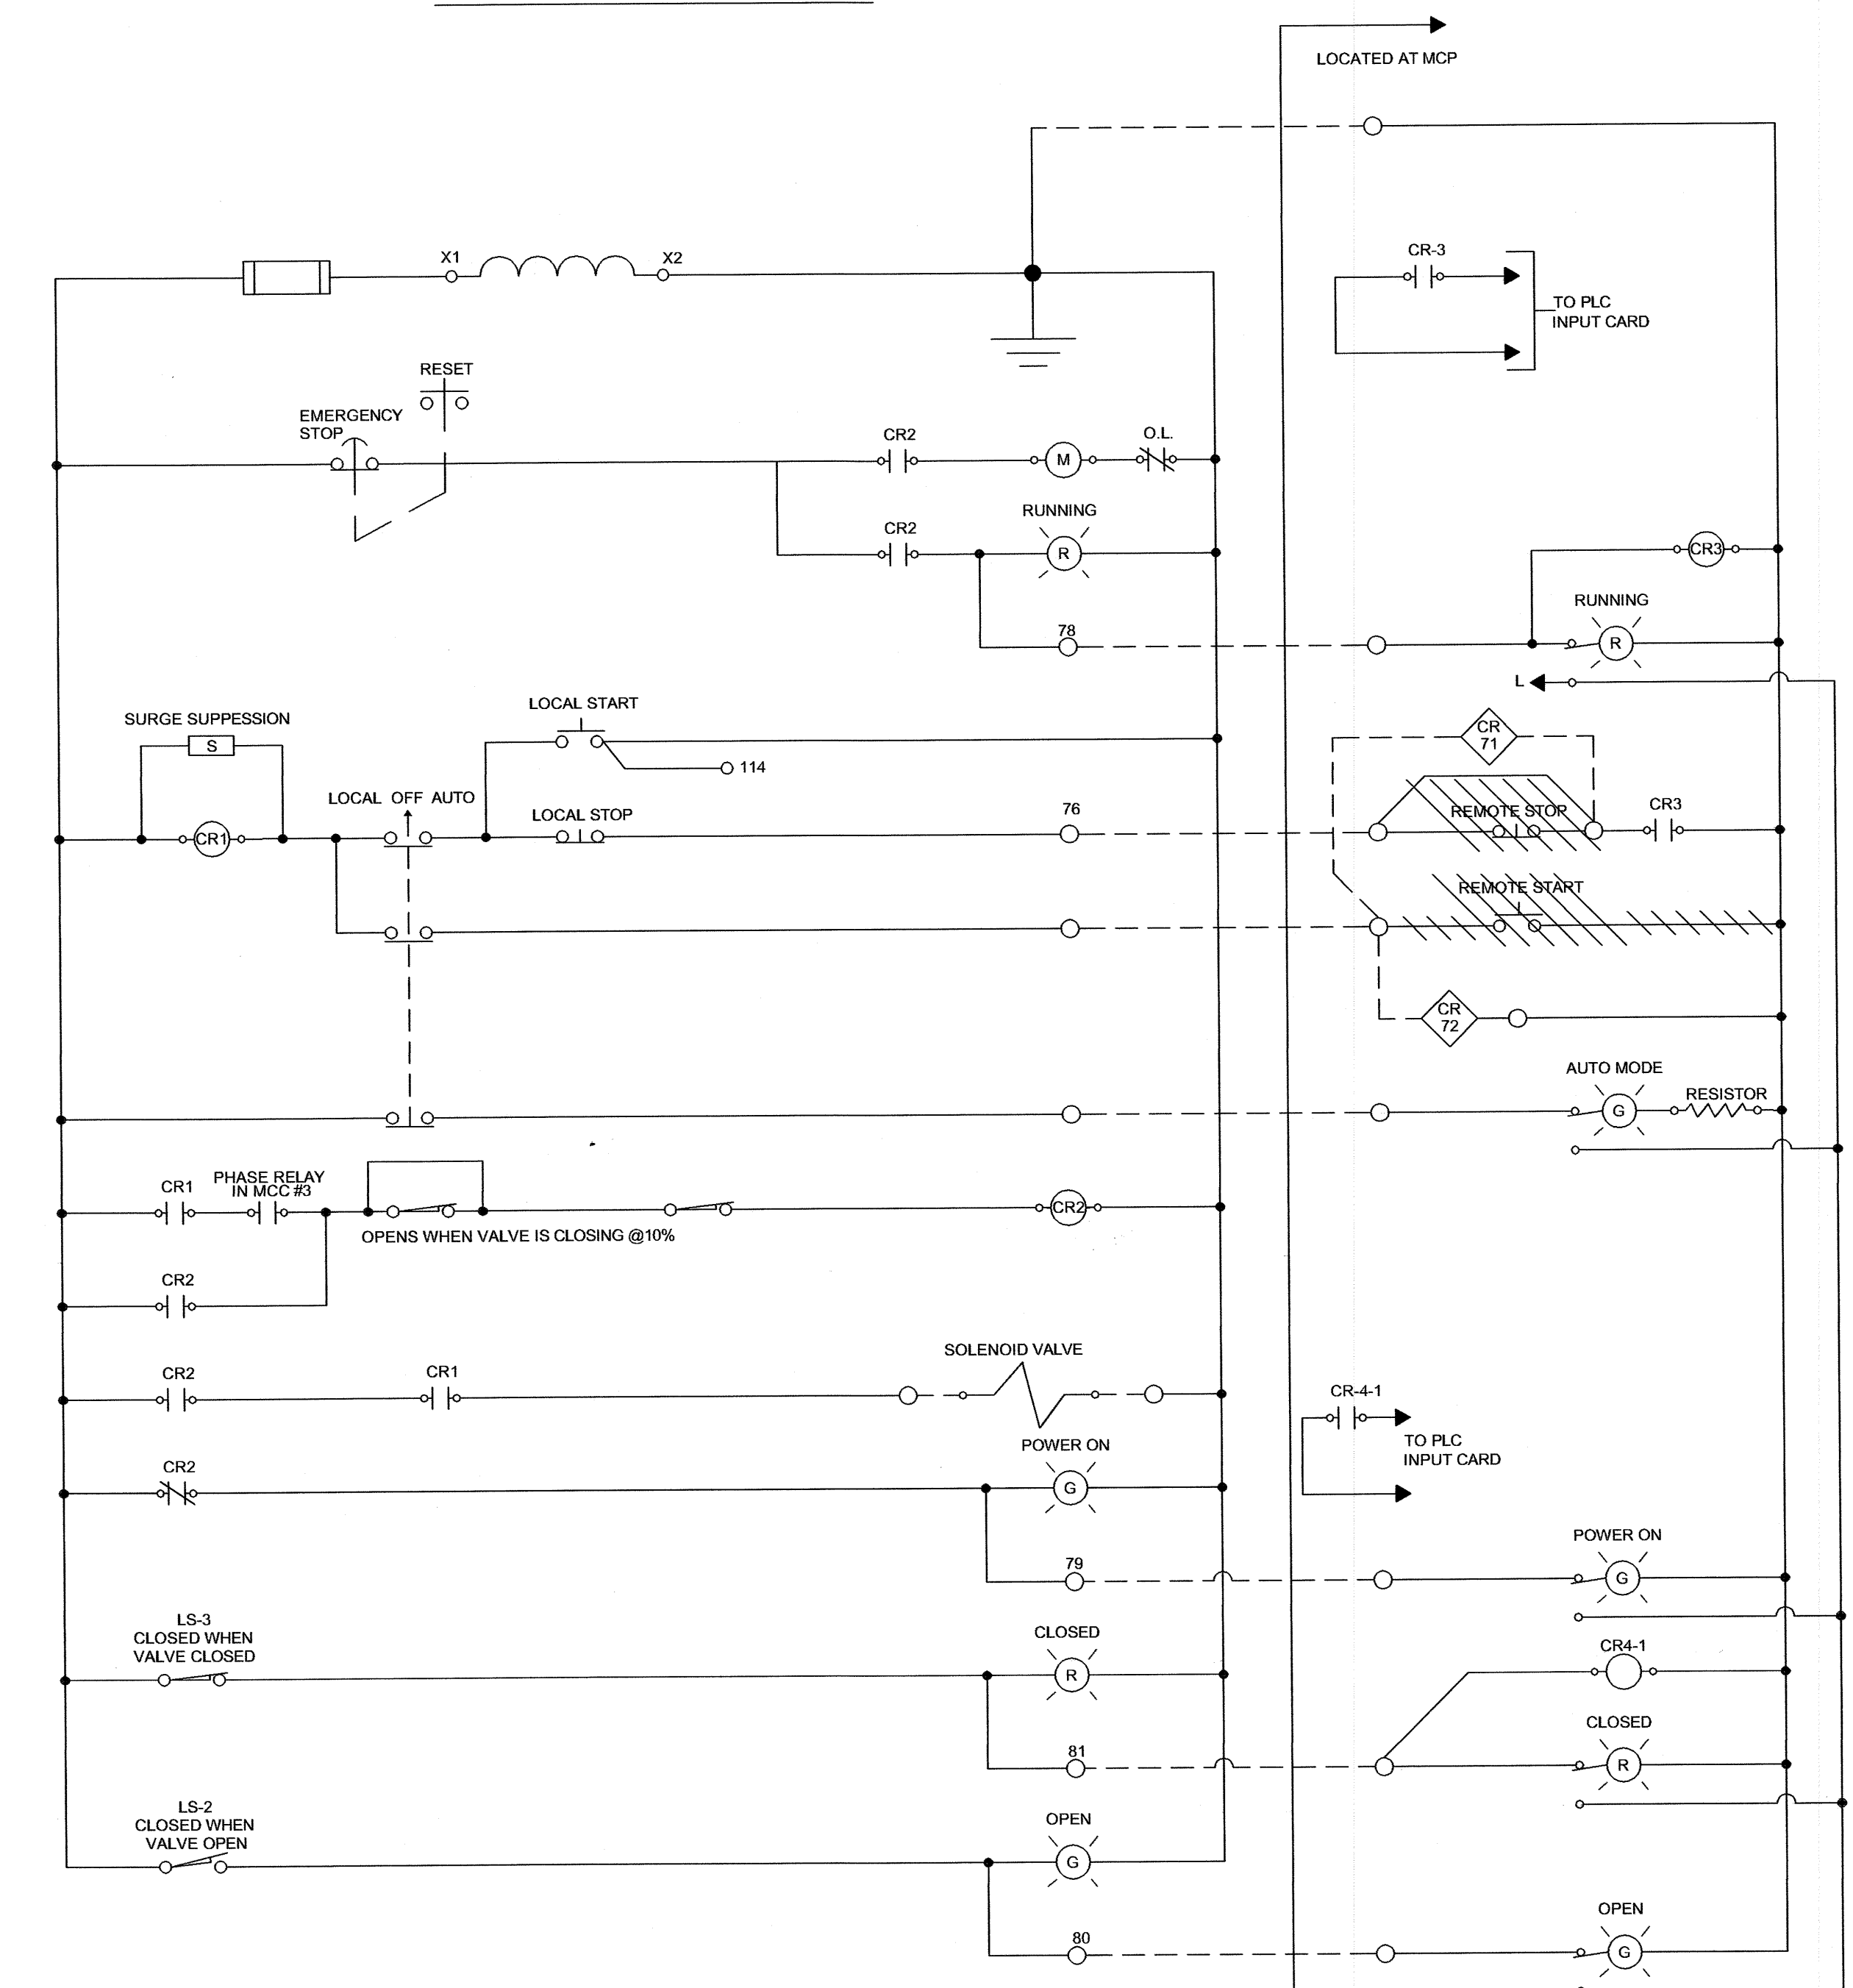 LOCATED AT MCP
X1
X2
CR-3
TO PLC
INPUT CARD
RESET
EMERGENCY
STOP
CR2
M
O.L.
RUNNING
CR2
R
CR3
RUNNING
78
R
L
LOCAL START
SURGE SUPPESSION
S
CR
71
114
LOCAL OFF AUTO
LOCAL STOP
76
REMOTE STOP
CR3
CR1
REMOTE START
CR
72
AUTO MODE
RESISTOR
G
CR1
PHASE RELAY
IN MCC #3
CR2
OPENS WHEN VALVE IS CLOSING @10%
CR2
SOLENOID VALVE
CR2
CR1
CR-4-1
TO PLC
INPUT CARD
POWER ON
CR2
G
POWER ON
79
G
LS-3
CLOSED WHEN
VALVE CLOSED
CLOSED
R
CR4-1
CLOSED
81
R
LS-2
CLOSED WHEN
VALVE OPEN
OPEN
G
OPEN
80
G